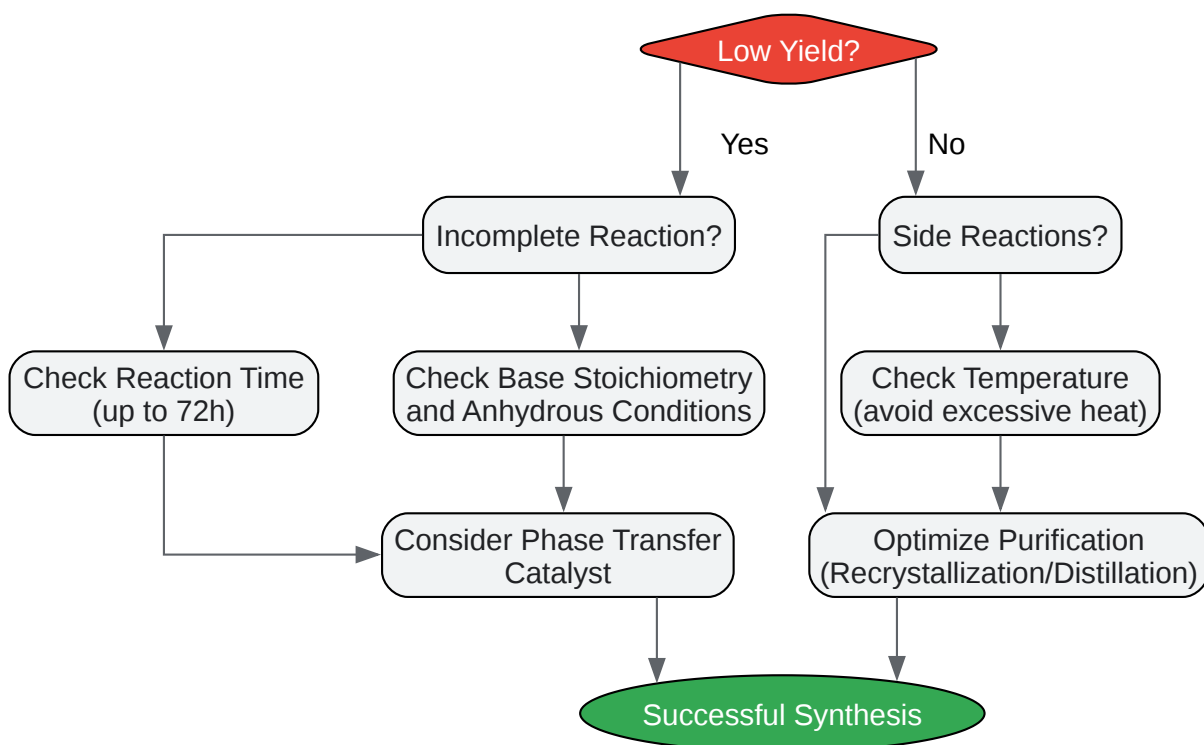 Low Yield?
Yes
No
Incomplete Reaction?
Side Reactions?
Check Reaction Time
(up to 72h)
Check Base Stoichiometry
and Anhydrous Conditions
Check Temperature
(avoid excessive heat)
Consider Phase Transfer
Catalyst
Optimize Purification
(Recrystallization/Distillation)
Successful Synthesis